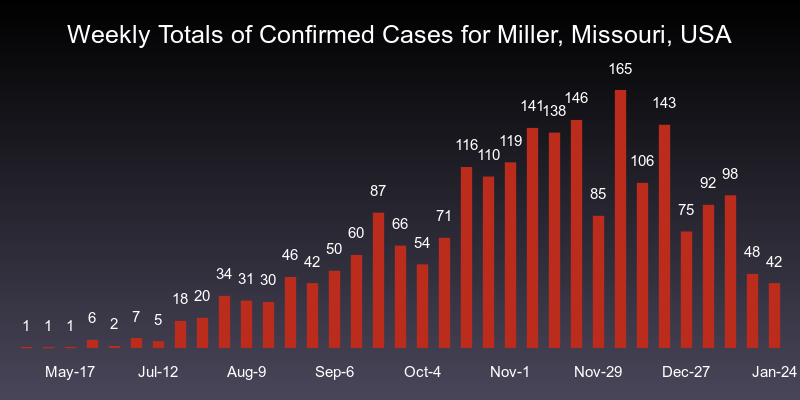 Weekly Totals of Confirmed Cases for Miller, Missouri, USA
1 1 1 6 2 7 5 18 20 34 31 30 46 42 50 60 87 66 54 71 116 110 119 141 138 146 85 165 106 143 75 92 98 48 42
May-17 Jul-12 Aug-9 Sep-6 Oct-4 Nov-1 Nov-29 Dec-27 Jan-24